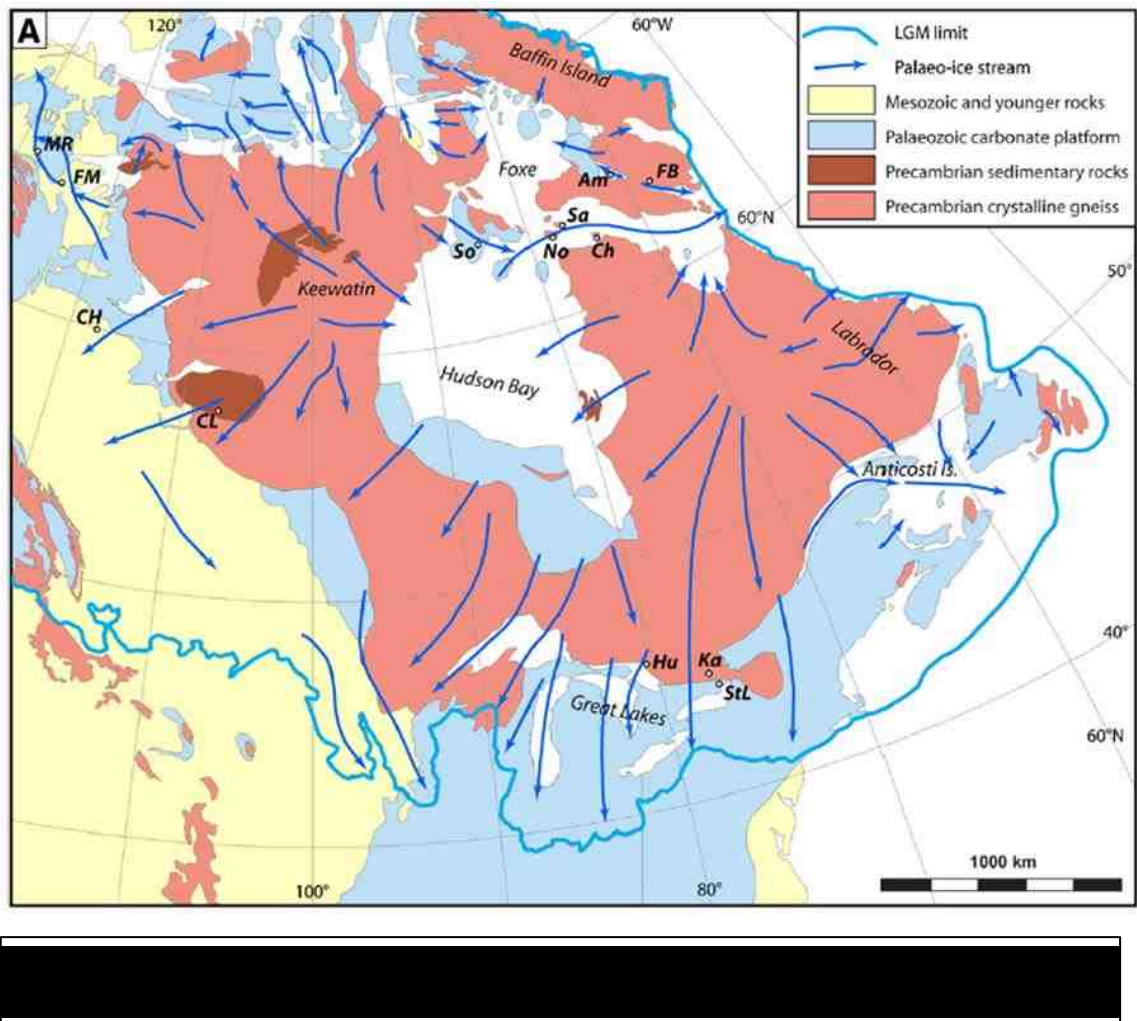 A
120°
60°W
LGM limit
Palaeo-ice stream
Mesozoic and younger rocks
Palaeozoic carbonate platform
Precambrian sedimentary rocks
Precambrian crystalline gneiss
Baffin Island
MR
FM
Foxe
Am
FB
60°N
Sa
So
No
Ch
50°
Keewatin
CH
Labrador
Hudson Bay
CL
Anticosti Is.
40°
Hu
Ka
StL
Great Lakes
60°N
1000 km
100°
80°